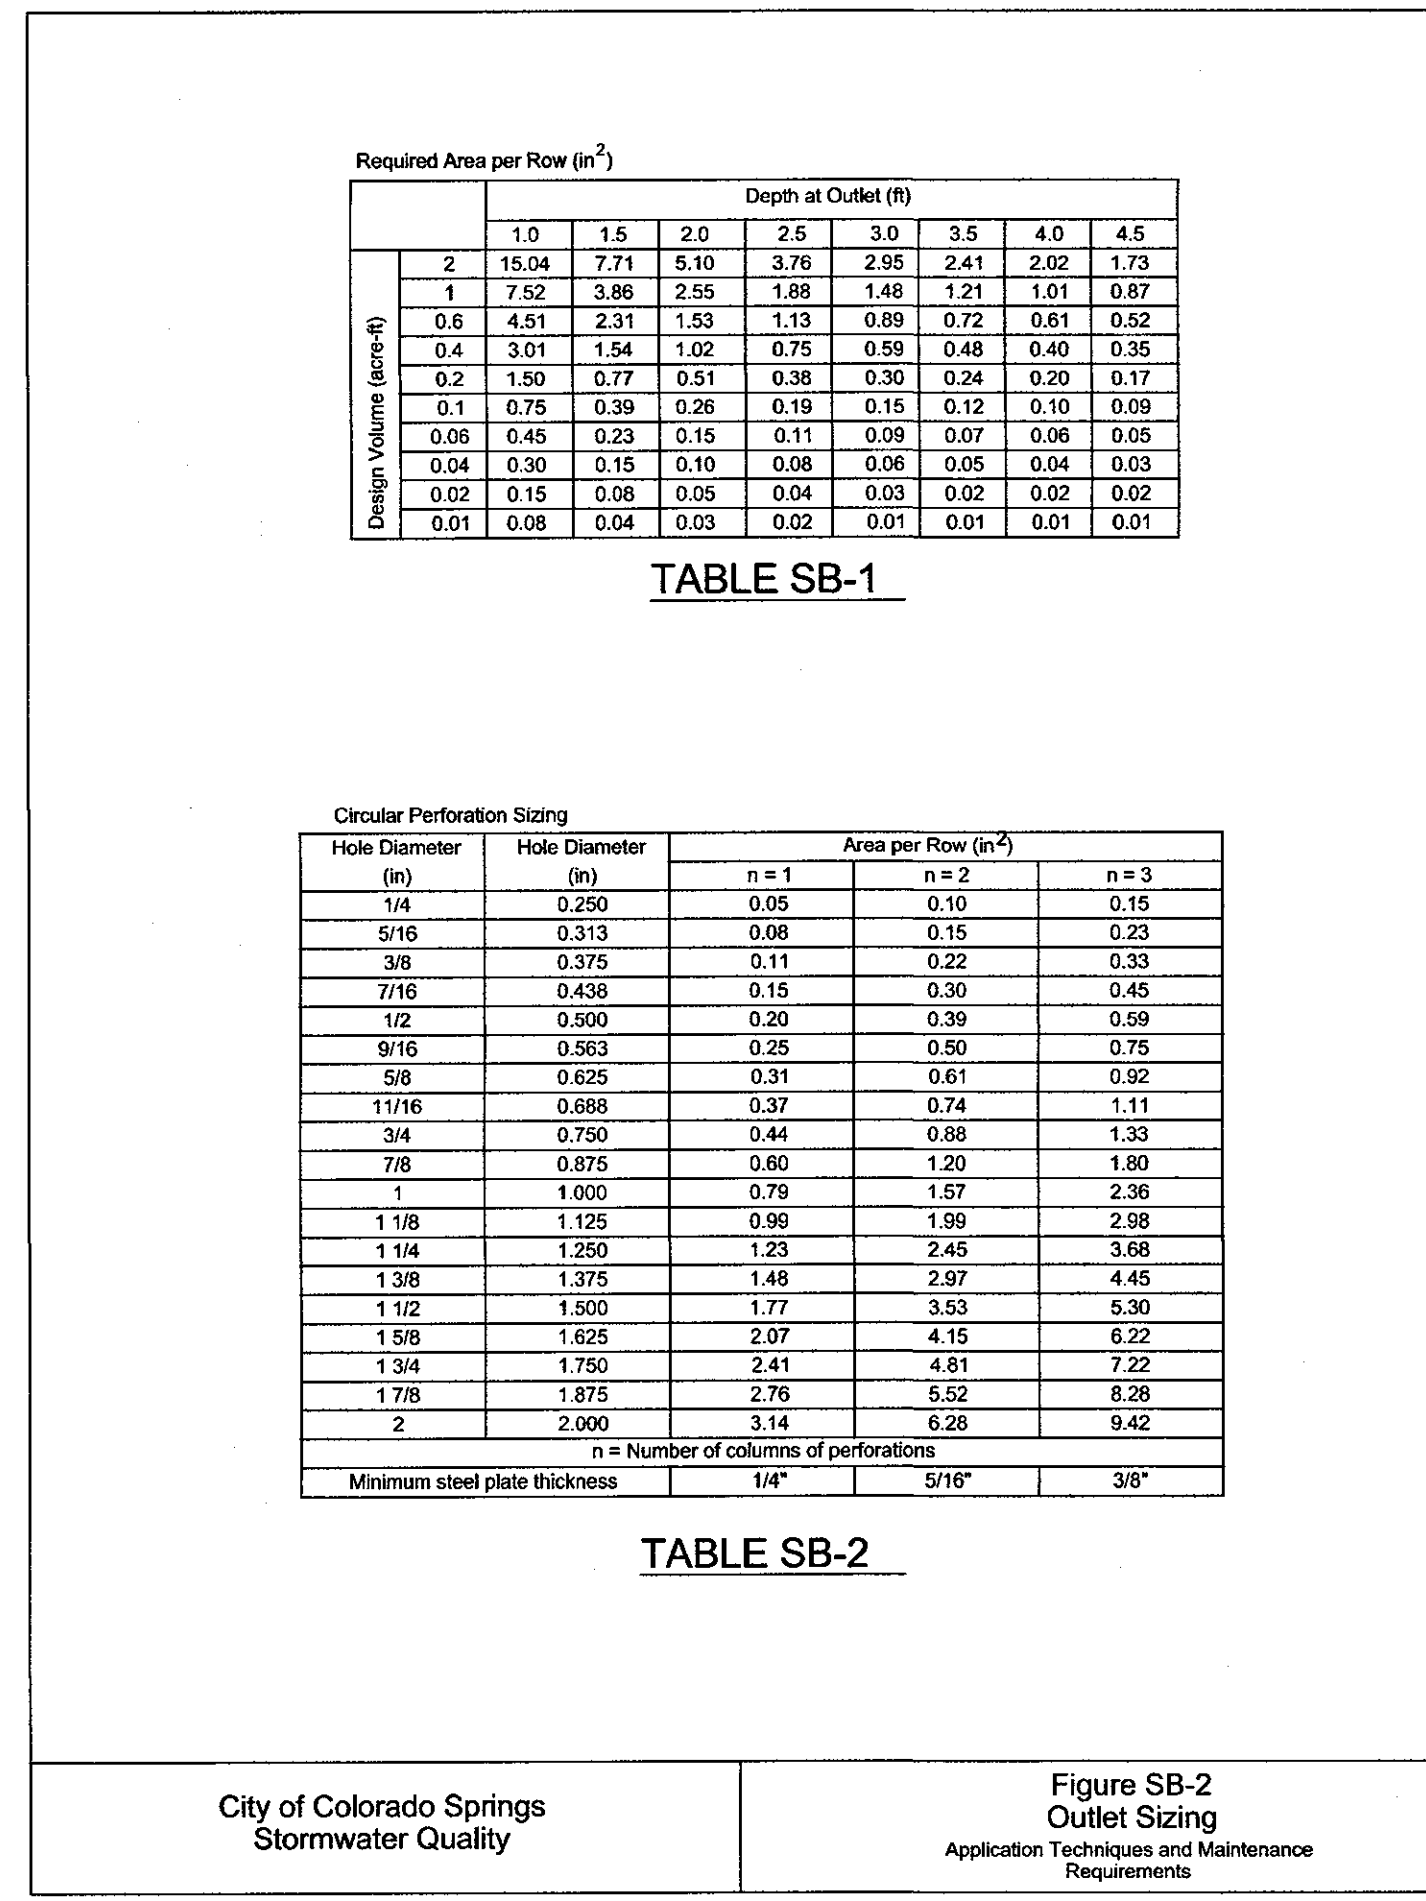 Required Area per Row (in2)
Depth at Outlet (ft)
1.0 1.5 2.0 2.5 3.0 3.5 4.0 4.5
Design Volume (acre-ft)
2 15.04 7.71 5.10 3.76 2.95 2.41 2.02 1.73
1 7.52 3.86 2.55 1.88 1.48 1.21 1.01 0.87
0.6 4.51 2.31 1.53 1.13 0.89 0.72 0.61 0.52
0.4 3.01 1.54 1.02 0.75 0.59 0.48 0.40 0.35
0.2 1.50 0.77 0.51 0.38 0.30 0.24 0.20 0.17
0.1 0.75 0.39 0.26 0.19 0.15 0.12 0.10 0.09
0.06 0.45 0.23 0.15 0.11 0.09 0.07 0.06 0.05
0.04 0.30 0.15 0.10 0.08 0.06 0.05 0.04 0.03
0.02 0.15 0.08 0.05 0.04 0.03 0.02 0.02 0.02
0.01 0.08 0.04 0.03 0.02 0.01 0.01 0.01 0.01
TABLE SB-1
Circular Perforation Sizing
Hole Diameter Hole Diameter Area per Row (in2)
(in) (in) n = 1 n = 2 n = 3
1/4 0.250 0.05 0.10 0.15
5/16 0.313 0.08 0.15 0.23
3/8 0.375 0.11 0.22 0.33
7/16 0.438 0.15 0.30 0.45
1/2 0.500 0.20 0.39 0.59
9/16 0.563 0.25 0.50 0.75
5/8 0.625 0.31 0.61 0.92
11/16 0.688 0.37 0.74 1.11
3/4 0.750 0.44 0.88 1.33
7/8 0.875 0.60 1.20 1.80
1 1.000 0.79 1.57 2.36
1 1/8 1.125 0.99 1.99 2.98
1 1/4 1.250 1.23 2.45 3.68
1 3/8 1.375 1.48 2.97 4.45
1 1/2 1.500 1.77 3.53 5.30
1 5/8 1.625 2.07 4.15 6.22
1 3/4 1.750 2.41 4.81 7.22
1 7/8 1.875 2.76 5.52 8.28
2 2.000 3.14 6.28 9.42
n = Number of columns of perforations
Minimum steel plate thickness 1/4" 5/16" 3/8"
TABLE SB-2
City of Colorado Springs
Stormwater Quality
Figure SB-2
Outlet Sizing
Application Techniques and Maintenance
Requirements